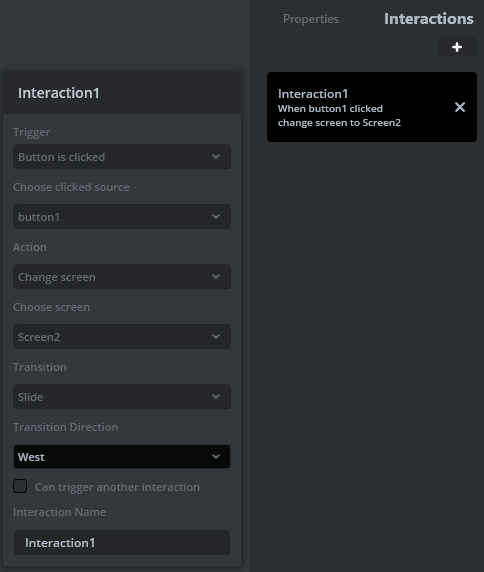 Properties
Interactions
+
Interaction1
When button1 clicked
change screen to Screen2
Interaction1
Trigger
Button is clicked
Choose clicked source
button1
Action
Change screen
Choose screen
Screen2
Transition
Slide
Transition Direction
West
Can trigger another interaction
Interaction Name
Interaction1